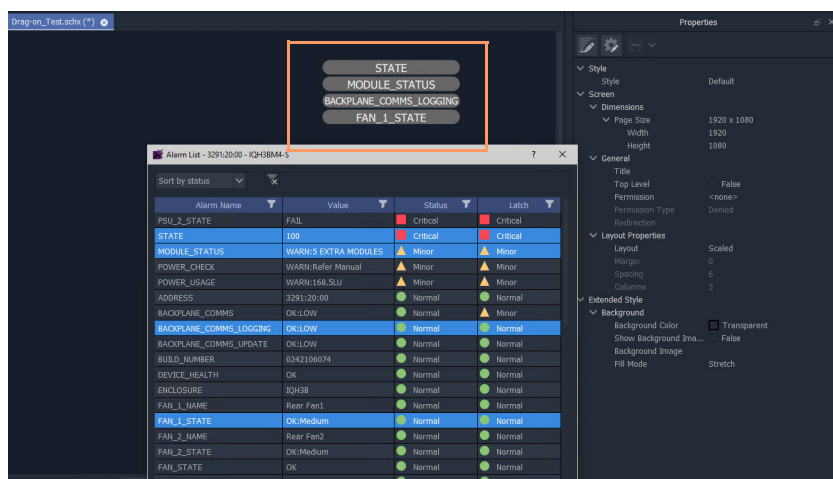 Drag-on_Test.schx (*)
Properties
STATE
MODULE_STATUS
BACKPLANE_COMMS_LOGGING
FAN_1_STATE
Alarm List - 3291:20:00 - IQH3BM4-S ?
Sort by status
Alarm Name Value Status Latch
PSU_2_STATE FAIL Critical Critical
STATE 100 Critical Critical
MODULE_STATUS WARN:5 EXTRA MODULES Minor Minor
POWER_CHECK WARN:Refer Manual Minor Minor
POWER_USAGE WARN:168.5LU Minor Minor
ADDRESS 3291:20:00 Normal Normal
BACKPLANE_COMMS OK:LOW Normal Minor
BACKPLANE_COMMS_LOGGING OK:LOW Normal Normal
BACKPLANE_COMMS_UPDATE OK:LOW Normal Normal
BUILD_NUMBER 0242106074 Normal Normal
DEVICE_HEALTH OK Normal Normal
ENCLOSURE IQH3B Normal Normal
FAN_1_NAME Rear Fan1 Normal Normal
FAN_1_STATE OK:Medium Normal Normal
FAN_2_NAME Rear Fan2 Normal Normal
FAN_2_STATE OK:Medium Normal Normal
FAN_STATE OK Normal Normal
Style
Style Default
Screen
Dimensions
Page Size 1920 x 1080
Width 1920
Height 1080
General
Title
Top Level False
Permission <none>
Permission Type Denied
Redirection
Layout Properties
Layout Scaled
Margin 0
Spacing 6
Columns 3
Extended Style
Background
Background Color Transparent
Show Background Ima... False
Background Image
Fill Mode Stretch